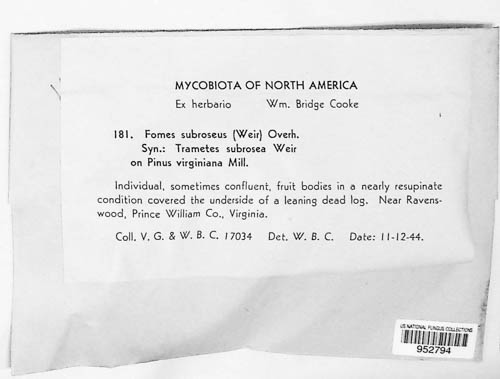 MYCOBIOTA OF NORTH AMERICA
Ex herbario Wm. Bridge Cooke
181. Fomes subroseus (Weir) Overh.
Syn.: Trametes subrosea Weir
on Pinus virginiana Mill.
Individual, sometimes confluent, fruit bodies in a nearly resupinate
condition covered the underside of a leaning dead log. Near Ravens-
wood, Prince William Co., Virginia.
Coll. V. G. & W. B. C. 17034 Det. W. B. C. Date: 11-12-44.
US NATIONAL FUNGUS COLLECTIONS
952794